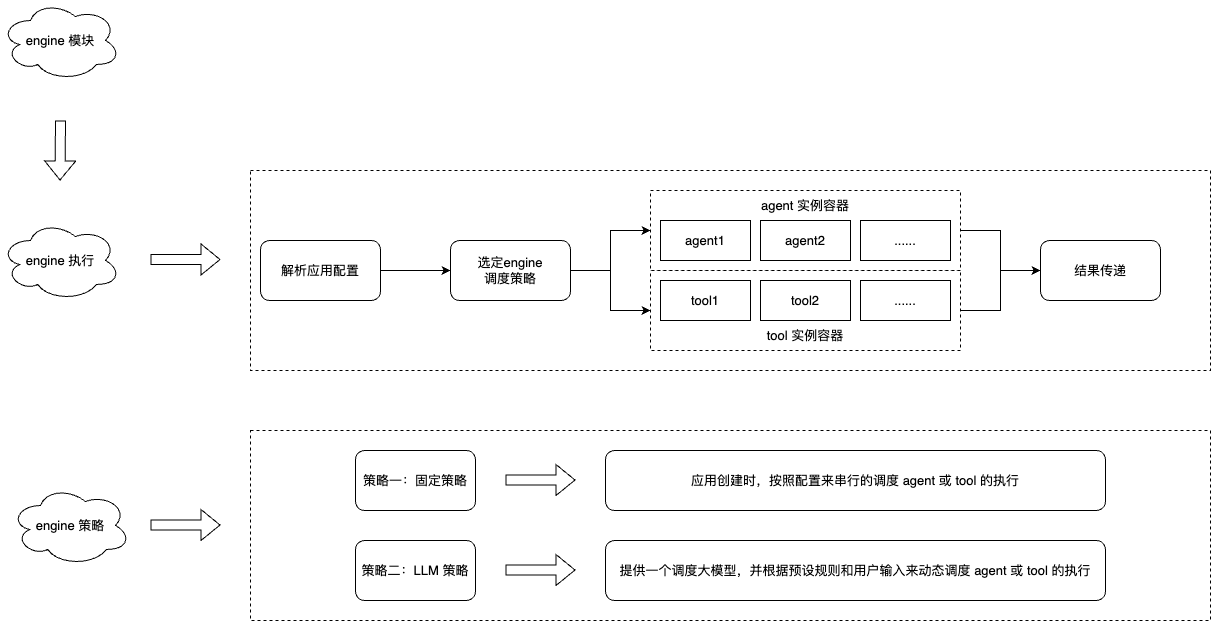 engine 模块
engine 执行
解析应用配置
选定engine
调度策略
agent 实例容器
agent1
agent2
......
tool1
tool2
......
tool 实例容器
结果传递
engine 策略
策略一：固定策略
应用创建时，按照配置来串行的调度 agent 或 tool 的执行
策略二：LLM 策略
提供一个调度大模型，并根据预设规则和用户输入来动态调度 agent 或 tool 的执行